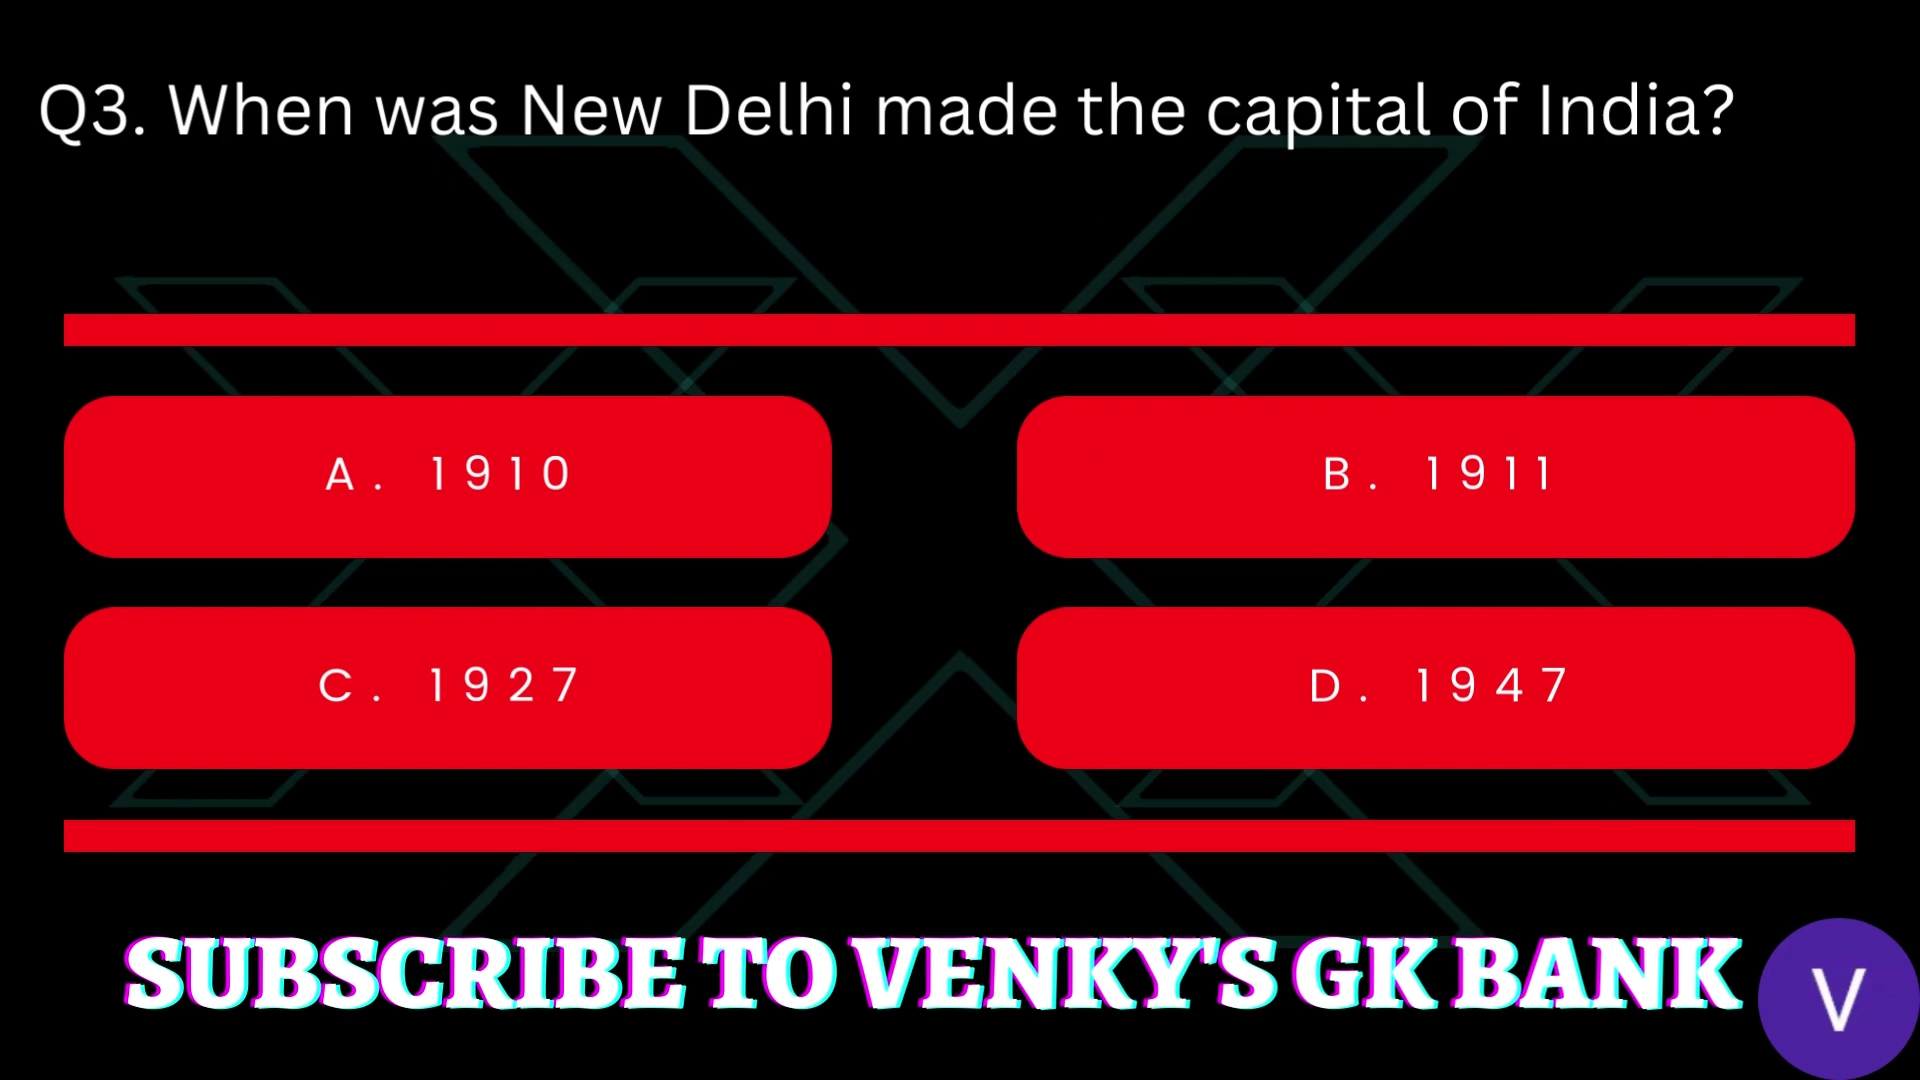 Q3. When was New Delhi made the capital of India?
A. 1910
B. 1911
C. 1927
D. 1947
SUBSCRIBE TO VENKY'S GK BANK
V